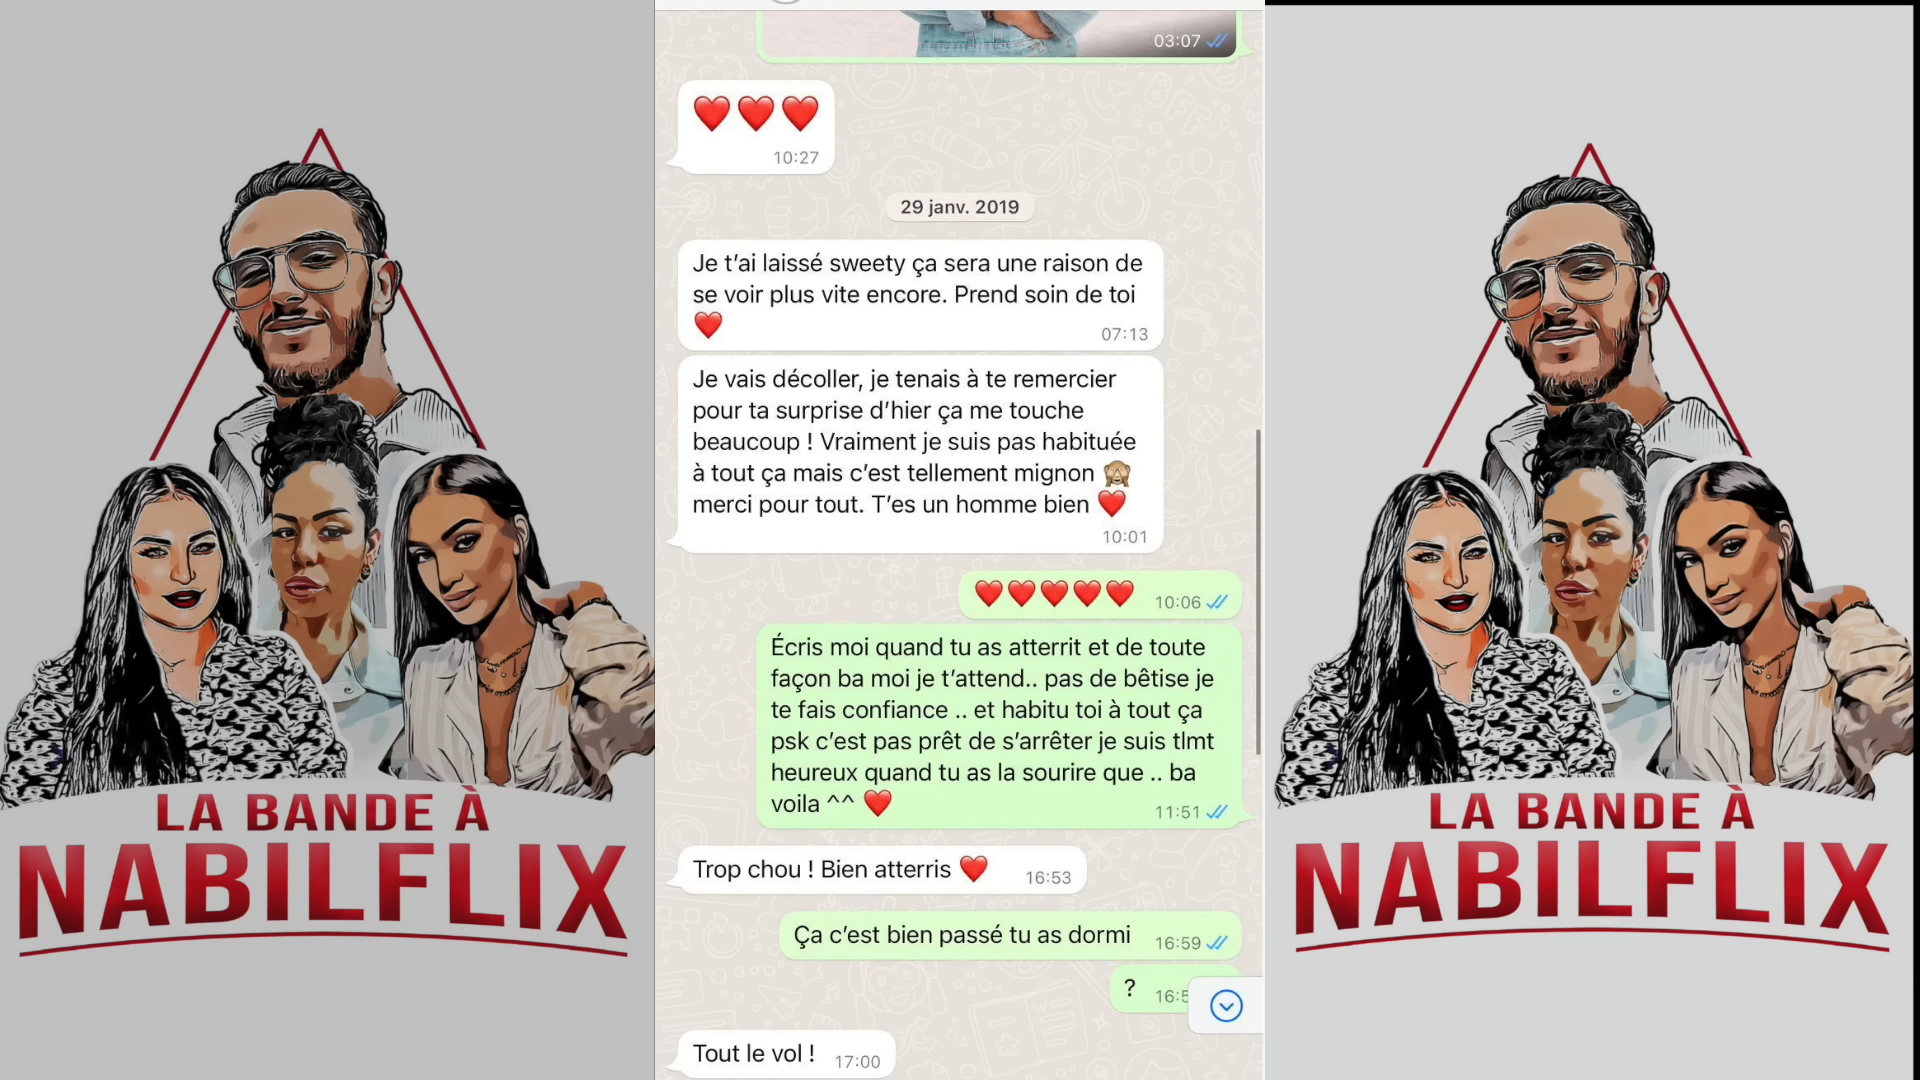 LA BANDE À
NABILFLIX
03:07
❤️❤️❤️
10:27
29 janv. 2019
Je t'ai laissé sweety ça sera une raison de
se voir plus vite encore. Prend soin de toi
❤️
07:13
Je vais décoller, je tenais à te remercier
pour ta surprise d'hier ça me touche
beaucoup ! Vraiment je suis pas habituée
à tout ça mais c'est tellement mignon 🙈
merci pour tout. T'es un homme bien ❤️
10:01
❤️❤️❤️❤️❤️ 10:06
Écris moi quand tu as atterrit et de toute
façon ba moi je t'attend.. pas de bêtise je
te fais confiance .. et habitu toi à tout ça
psk c'est pas prêt de s'arrêter je suis tlmt
heureux quand tu as la sourire que .. ba
voila ^^ ❤️
11:51
Trop chou ! Bien atterris ❤️ 16:53
Ça c'est bien passé tu as dormi 16:59
? 16:5
Tout le vol ! 17:00
LA BANDE À
NABILFLIX